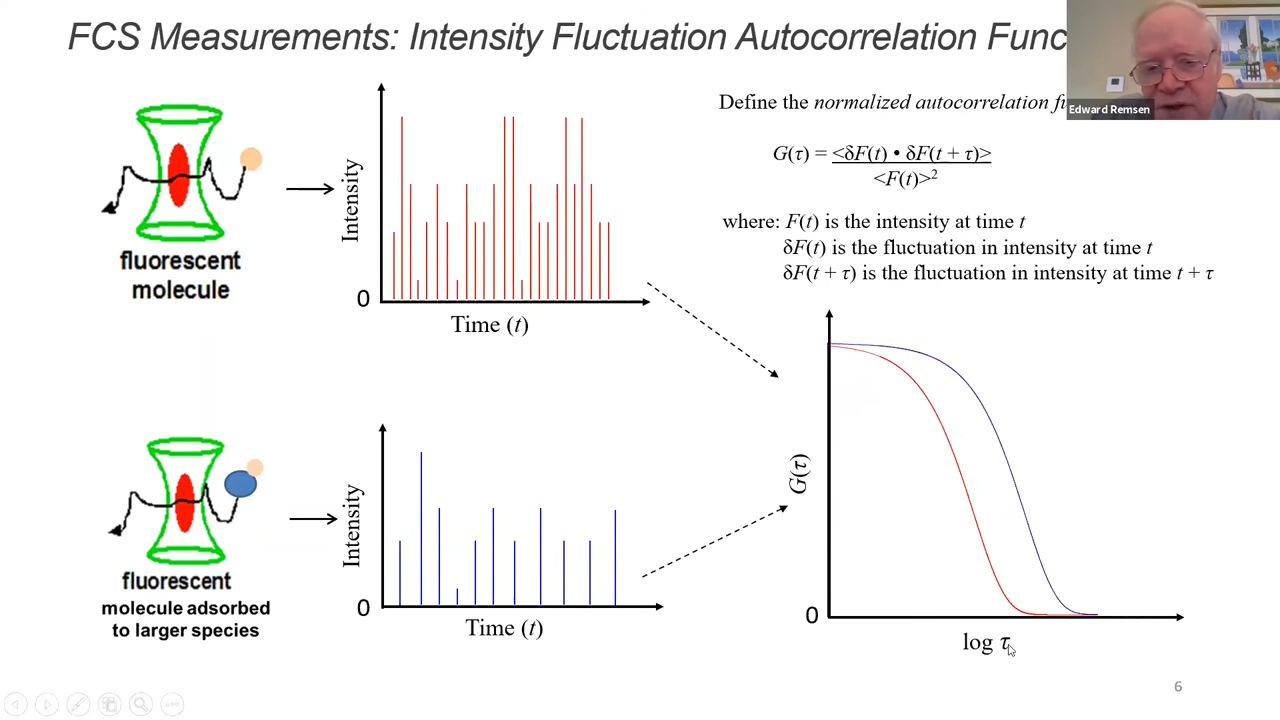 FCS Measurements: Intensity Fluctuation Autocorrelation Func
Edward Remsen
Define the normalized autocorrelation fu
G(τ) = <δF(t) • δF(t + τ)>
<F(t)>²
where: F(t) is the intensity at time t
δF(t) is the fluctuation in intensity at time t
δF(t + τ) is the fluctuation in intensity at time t + τ
fluorescent
molecule
Intensity
0
Time (t)
fluorescent
molecule adsorbed
to larger species
Intensity
0
Time (t)
G(τ)
0
log τ
6